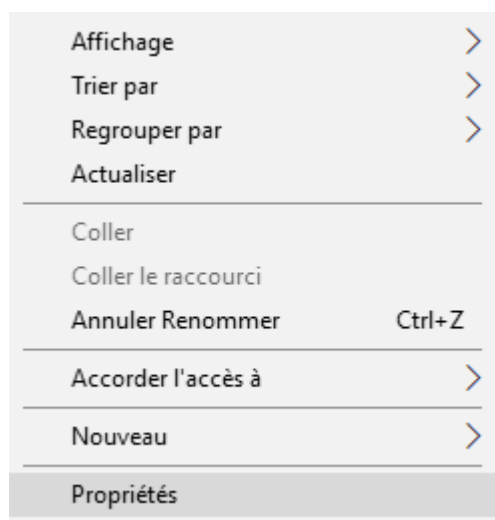 Affichage
Trier par
Regrouper par
Actualiser
Coller
Coller le raccourci
Annuler Renommer Ctrl+Z
Accorder l'accès à
Nouveau
Propriétés